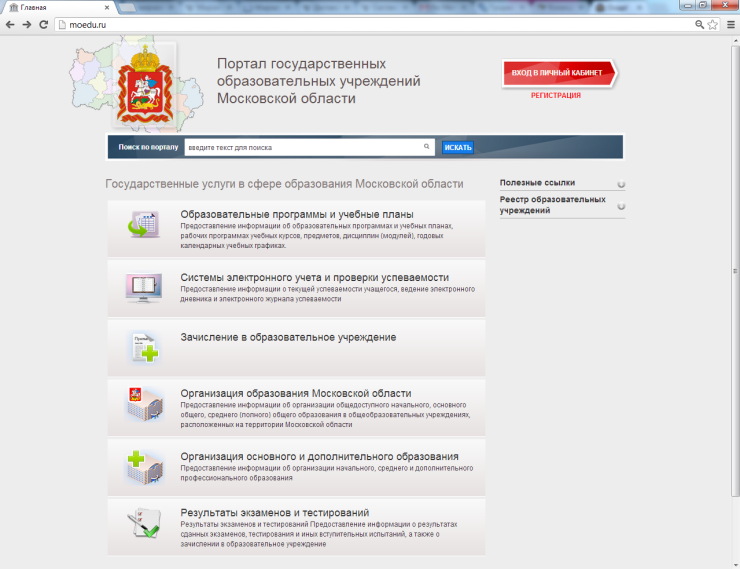 Главная
moedu.ru
Портал государственных
образовательных учреждений
Московской области
ВХОД В ЛИЧНЫЙ КАБИНЕТ
РЕГИСТРАЦИЯ
Поиск по порталу
введите текст для поиска
ИСКАТЬ
Государственные услуги в сфере образования Московской области
Образовательные программы и учебные планы
Предоставление информации об образовательных программах и учебных планах,
рабочих программах учебных курсов, предметов, дисциплин (модулей), годовых
календарных учебных графиках.
Системы электронного учета и проверки успеваемости
Предоставление информации о текущей успеваемости учащегося, ведение электронного
дневника и электронного журнала успеваемости
Зачисление в образовательное учреждение
Организация образования Московской области
Предоставление информации об организации общедоступного начального, основного
общего, среднего (полного) общего образования в общеобразовательных учреждениях,
расположенных на территории Московской области
Организация основного и дополнительного образования
Предоставление информации об организации начального, среднего и дополнительного
профессионального образования
Результаты экзаменов и тестирований
Результаты экзаменов и тестирований Предоставление информации о результатах
сданных экзаменов, тестирования и иных вступительных испытаний, а также о
зачислении в образовательное учреждение
Полезные ссылки
Реестр образовательных
учреждений